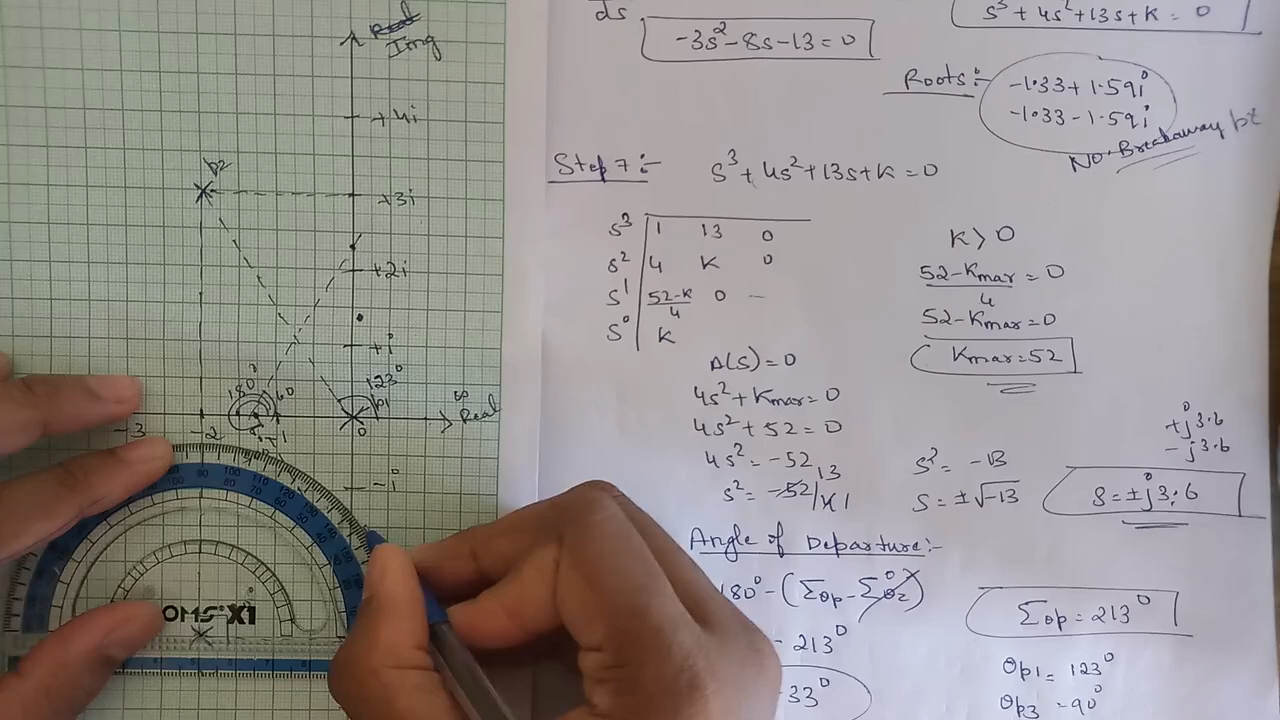 Img
+4i
p2
+3i
+2i
+i
180°
60
123°
p1
∞
Real
-3
-2
-1
0
-i
OMS X1
ds
-3s²-8s-13=0
s³+4s²+13s+k=0
Roots:-
-1.33+1.59i
-1.33-1.59i
No Breakaway pt
Step 7:-
s³+4s²+13s+k=0
s³ 1 13 0
s² 4 k 0
s¹ 52-k/4 0 —
s⁰ k
k>0
52-kmax/4=0
52-kmax=0
kmax=52
A(s)=0
4s²+kmax=0
4s²+52=0
4s²=-52
s²=-52/4 13
s²=-13
s=±√-13
+j3.6
-j3.6
s=±j3.6
Angle of Departure:-
180°-(Σθp-Σθz)
- 213°
33°
Σθp=213°
θp1=123°
θp3=90°